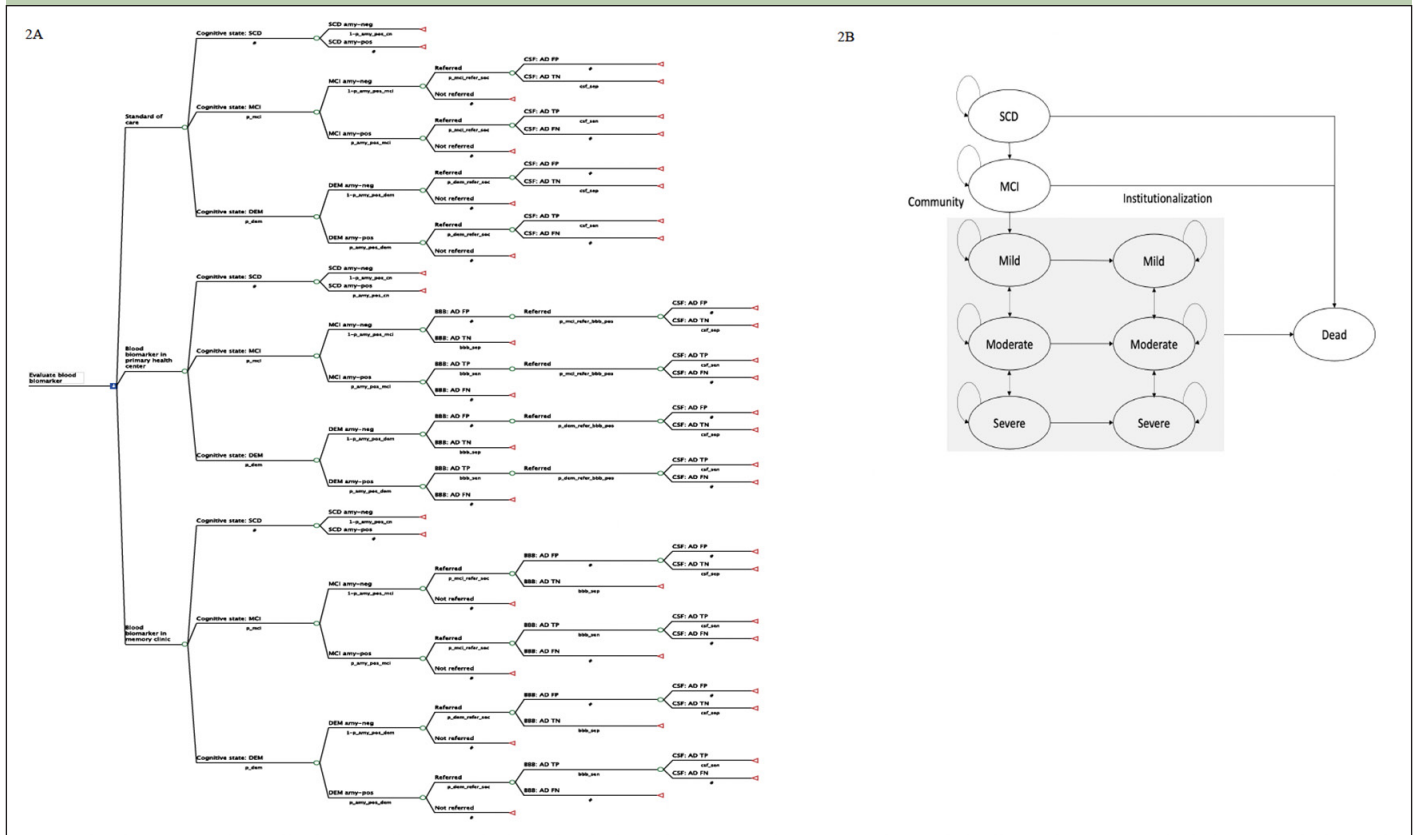 2A
Evaluate blood
biomarker
Standard of
care
Cognitive state: SCD
#
SCD amy-neg
1-p_amy_pos_cn
SCD amy-pos
#
Cognitive state: MCI
p_mci
MCI amy-neg
1-p_amy_pos_mci
Referred
p_mci_refer_sec
CSF: AD FP
#
CSF: AD TN
csf_sep
Not referred
#
MCI amy-pos
p_amy_pos_mci
Referred
p_mci_refer_sec
CSF: AD TP
csf_sen
CSF: AD FN
#
Not referred
#
Cognitive state: DEM
p_dem
DEM amy-neg
1-p_amy_pos_dem
Referred
p_dem_refer_sec
CSF: AD FP
#
CSF: AD TN
csf_sep
Not referred
#
DEM amy-pos
p_amy_pos_dem
Referred
p_dem_refer_sec
CSF: AD TP
csf_sen
CSF: AD FN
#
Not referred
#
Blood
biomarker in
primary health
center
Cognitive state: SCD
#
SCD amy-neg
1-p_amy_pos_cn
SCD amy-pos
p_amy_pos_cn
Cognitive state: MCI
p_mci
MCI amy-neg
1-p_amy_pos_mci
BBB: AD FP
#
Referred
p_mci_refer_bbb_pos
CSF: AD FP
#
CSF: AD TN
csf_sep
BBB: AD TN
bbb_sep
MCI amy-pos
p_amy_pos_mci
BBB: AD TP
bbb_sen
Referred
p_mci_refer_bbb_pos
CSF: AD TP
csf_sen
CSF: AD FN
#
BBB: AD FN
#
Cognitive state: DEM
p_dem
DEM amy-neg
1-p_amy_pos_dem
BBB: AD FP
#
Referred
p_dem_refer_bbb_pos
CSF: AD FP
#
CSF: AD TN
csf_sep
BBB: AD TN
bbb_sep
DEM amy-pos
p_amy_pos_dem
BBB: AD TP
bbb_sen
Referred
p_dem_refer_bbb_pos
CSF: AD TP
csf_sen
CSF: AD FN
#
BBB: AD FN
#
Blood
biomarker in
memory clinic
Cognitive state: SCD
#
SCD amy-neg
1-p_amy_pos_cn
SCD amy-pos
#
Cognitive state: MCI
p_mci
MCI amy-neg
1-p_amy_pos_mci
Referred
p_mci_refer_sec
BBB: AD FP
#
CSF: AD FP
#
CSF: AD TN
csf_sep
BBB: AD TN
bbb_sep
Not referred
#
MCI amy-pos
p_amy_pos_mci
Referred
p_mci_refer_sec
BBB: AD TP
bbb_sen
CSF: AD TP
csf_sen
CSF: AD FN
#
BBB: AD FN
#
Not referred
#
Cognitive state: DEM
p_dem
DEM amy-neg
1-p_amy_pos_dem
Referred
p_dem_refer_sec
BBB: AD FP
#
CSF: AD FP
#
CSF: AD TN
csf_sep
BBB: AD TN
bbb_sep
Not referred
#
DEM amy-pos
p_amy_pos_dem
Referred
p_dem_refer_sec
BBB: AD TP
bbb_sen
CSF: AD TP
csf_sen
CSF: AD FN
#
BBB: AD FN
#
Not referred
#
2B
SCD
MCI
Community
Institutionalization
Mild
Mild
Moderate
Moderate
Dead
Severe
Severe